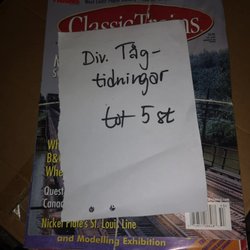 Classic Trains
Div. Tåg-
tidningar
tot 5 st
Wh
B&
Whe
Quest
Canad
Nickel Plate's St. Louis Line
and Modelling Exhibition